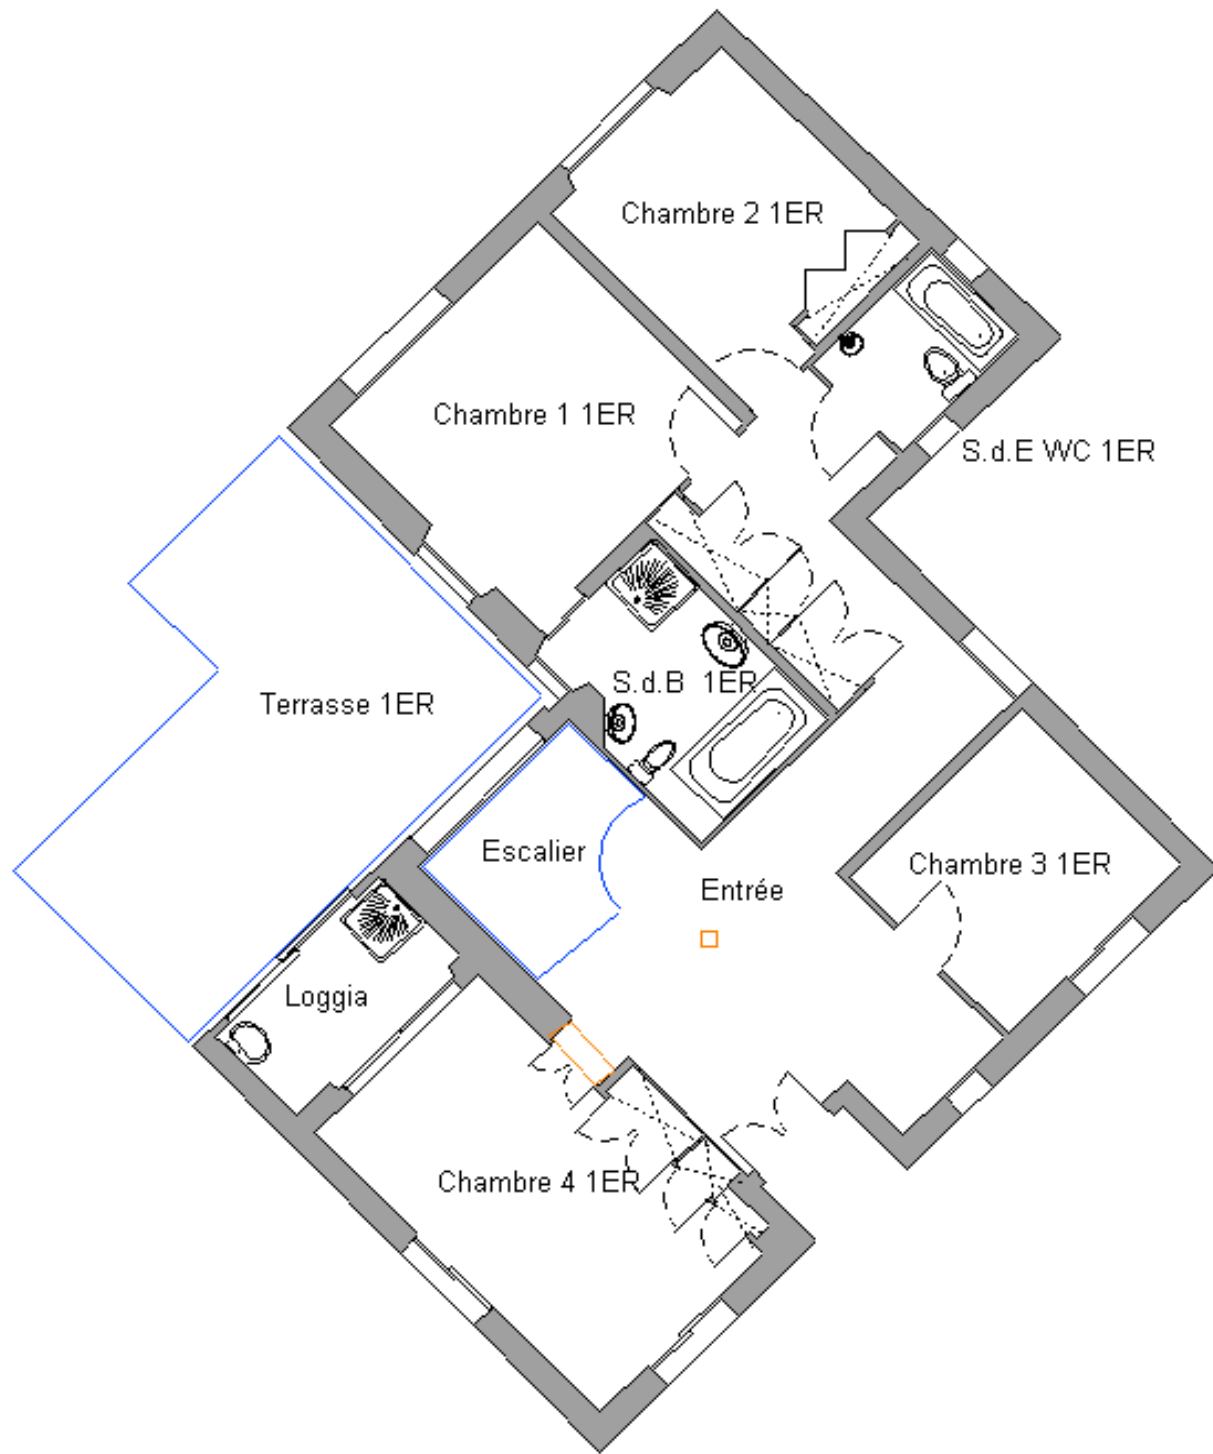 Chambre 2 1ER
Chambre 1 1ER
S.d.E WC 1ER
S.d.B 1ER
Terrasse 1ER
Escalier
Chambre 3 1ER
Entrée
Loggia
Chambre 4 1ER